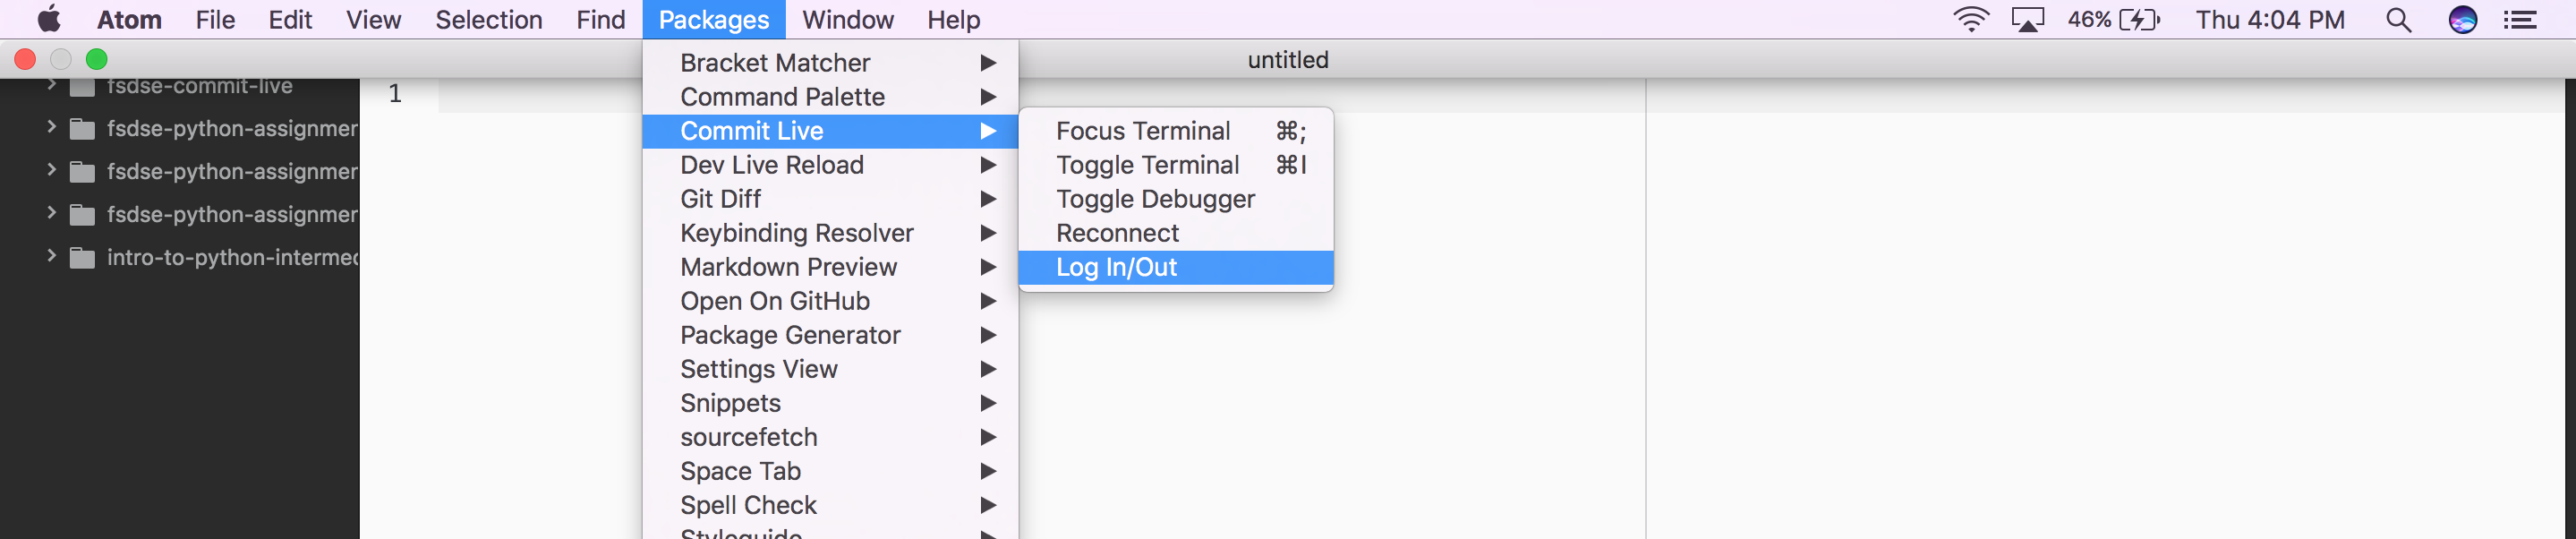 Atom File Edit View Selection Find Packages Window Help 46% Thu 4:04 PM
untitled
fsdse-commit-live
fsdse-python-assignmer
fsdse-python-assignmer
fsdse-python-assignmer
intro-to-python-intermec
1
Bracket Matcher
Command Palette
Commit Live
Dev Live Reload
Git Diff
Keybinding Resolver
Markdown Preview
Open On GitHub
Package Generator
Settings View
Snippets
sourcefetch
Space Tab
Spell Check
Styleguide
Focus Terminal ⌘;
Toggle Terminal ⌘I
Toggle Debugger
Reconnect
Log In/Out